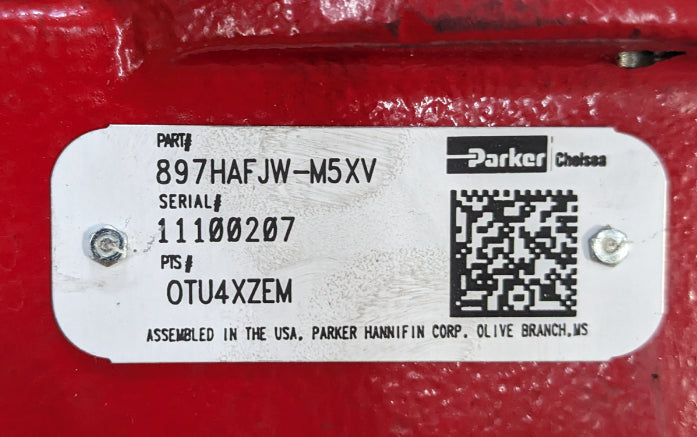 PART#
897HAFJW-M5XV
SERIAL#
11100207
PTS#
OTU4XZEM
Parker Chelsea
ASSEMBLED IN THE USA. PARKER HANNIFIN CORP. OLIVE BRANCH,MS